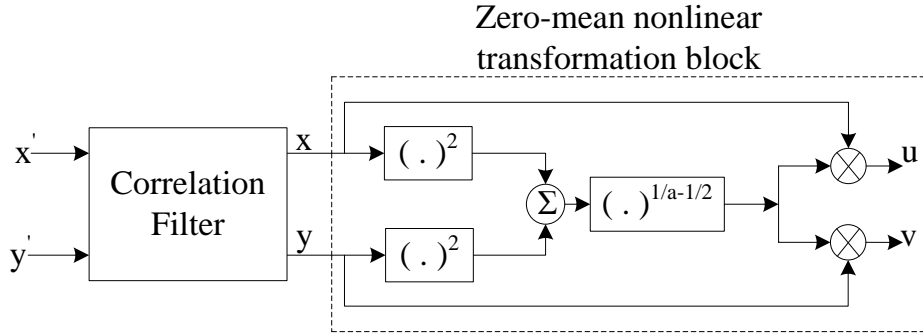 Zero-mean nonlinear
transformation block
x'
x
( . )²
u
Correlation
Filter
Σ
( . )^{1/a-1/2}
y'
y
( . )²
v